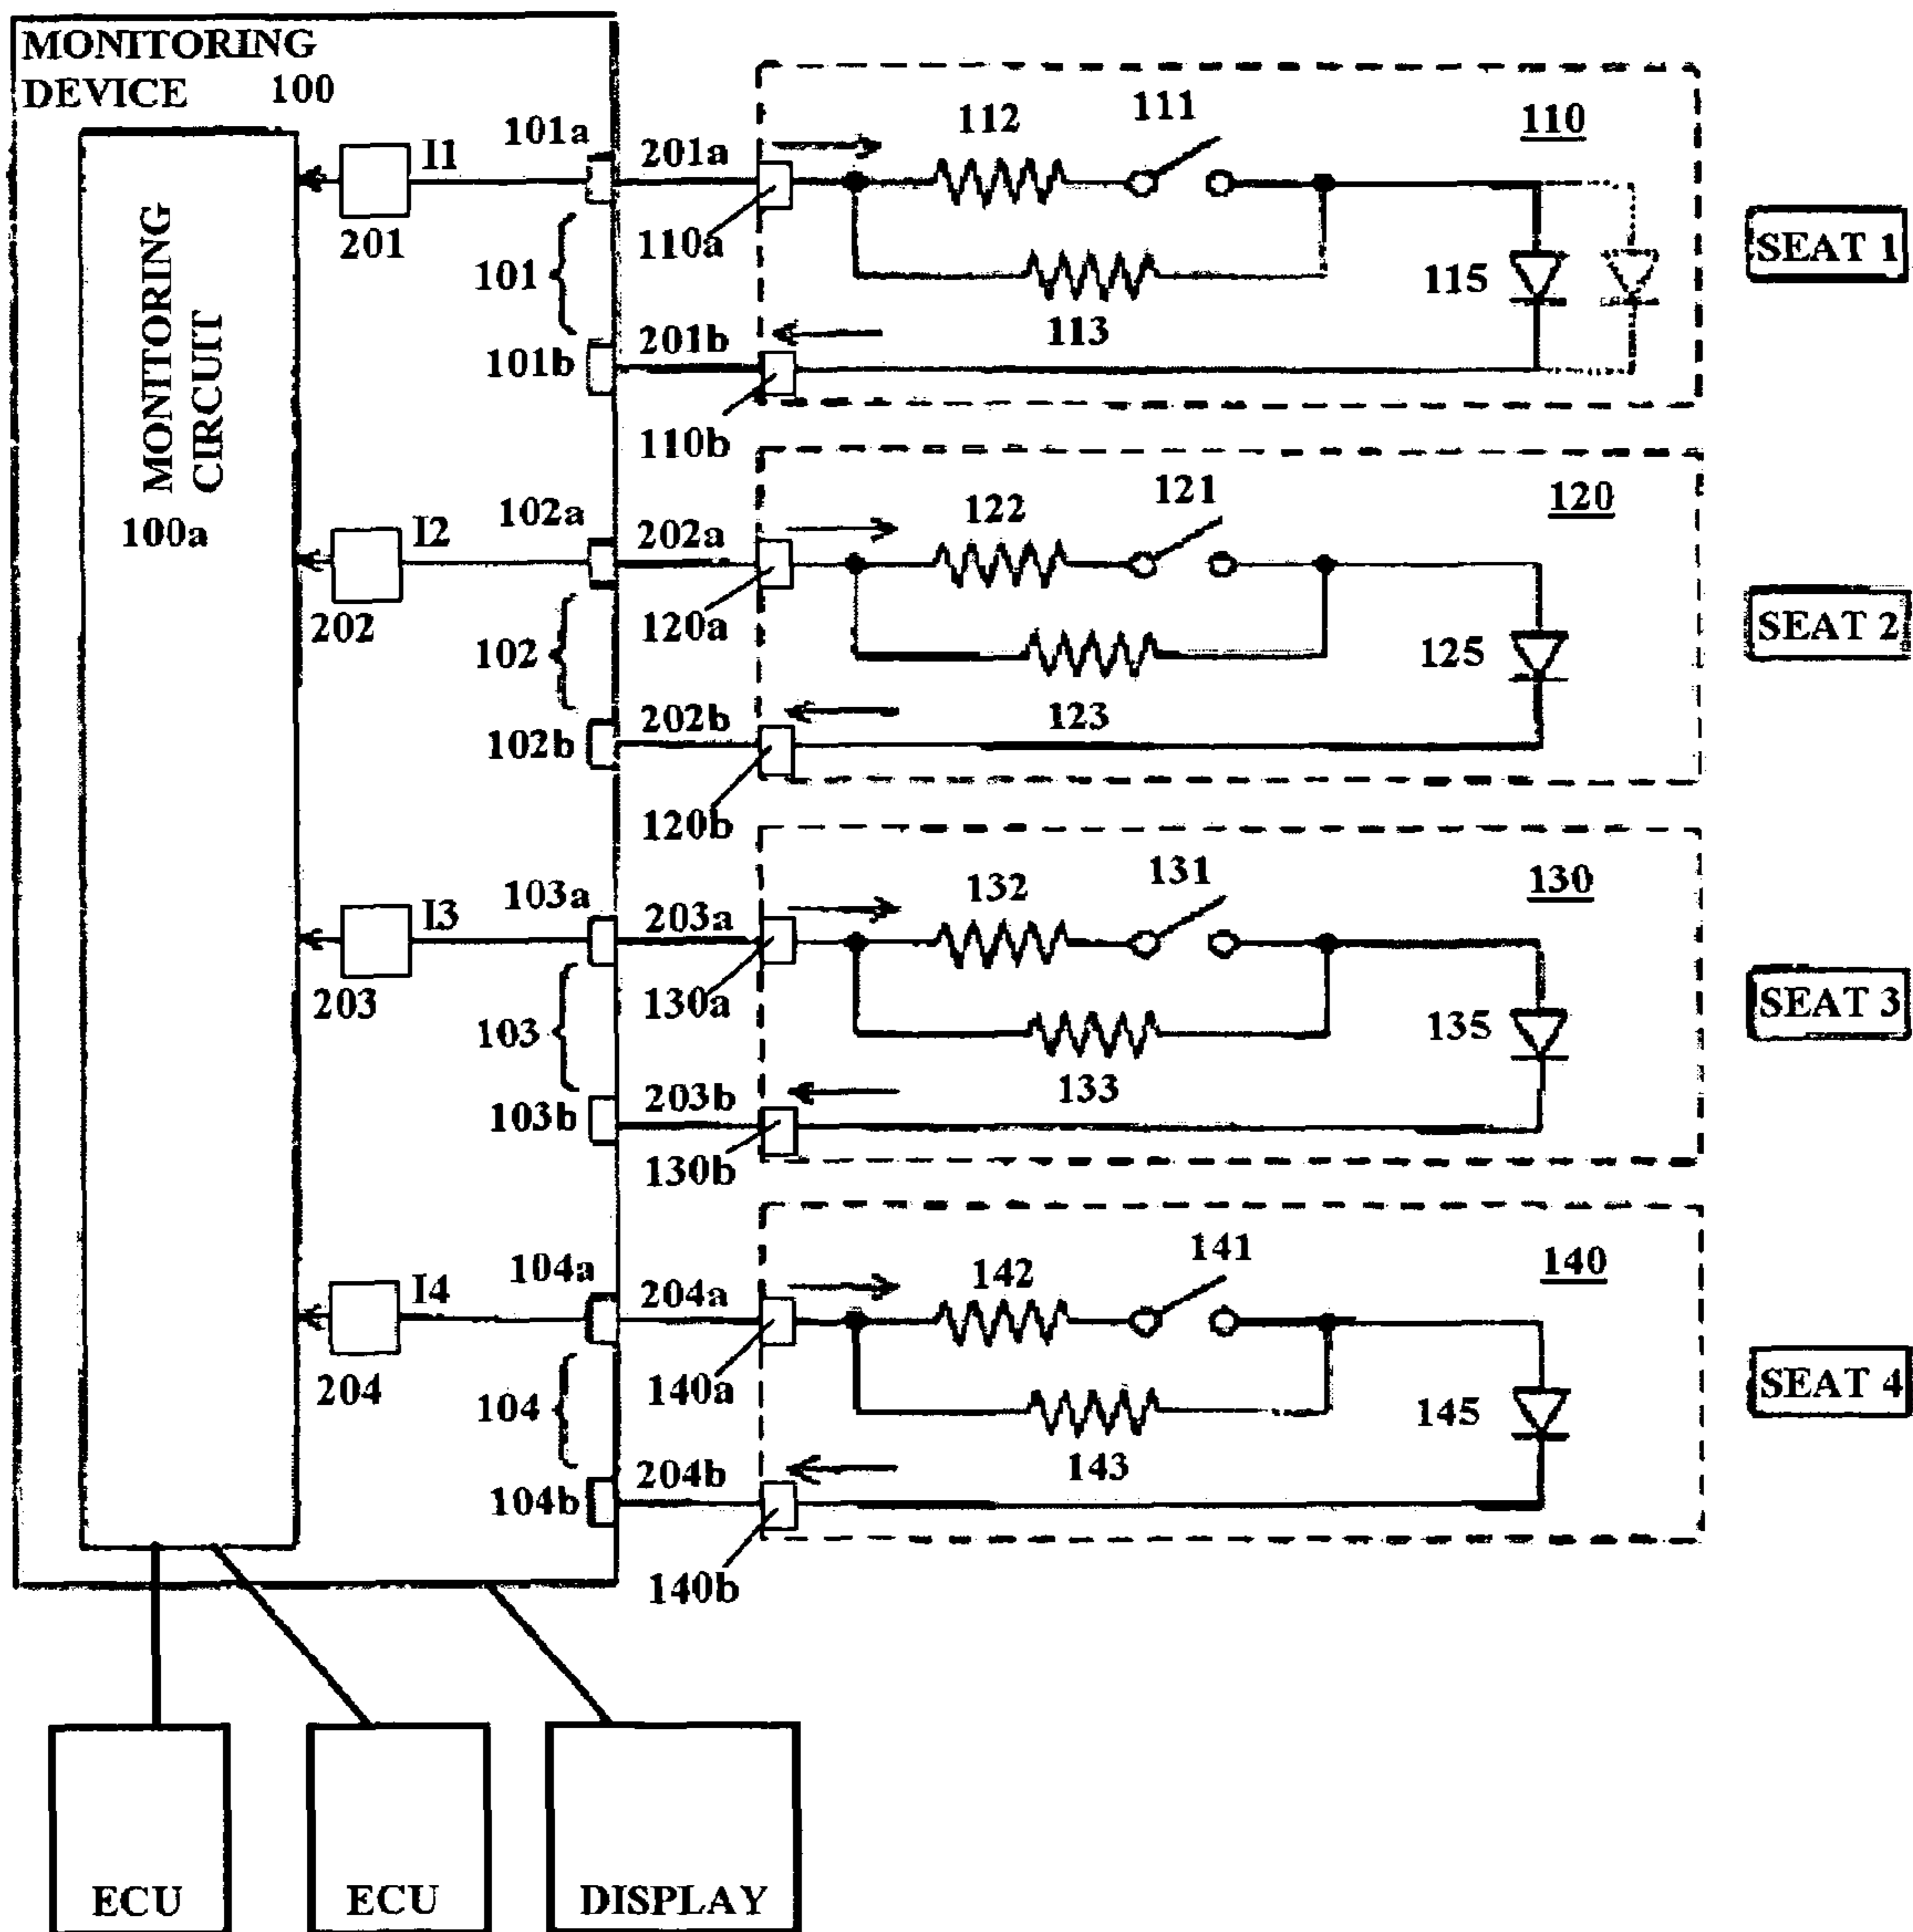 MONITORING
DEVICE 100
MONITORING
CIRCUIT
100a
I1
201
101a
101
101b
201a
110a
201b
110b
112
111
110
113
115
SEAT 1
I2
202
102a
102
102b
202a
120a
202b
120b
122
121
120
123
125
SEAT 2
I3
203
103a
103
103b
203a
130a
203b
130b
132
131
130
133
135
SEAT 3
I4
204
104a
104
104b
204a
140a
204b
140b
142
141
140
143
145
SEAT 4
ECU
ECU
DISPLAY